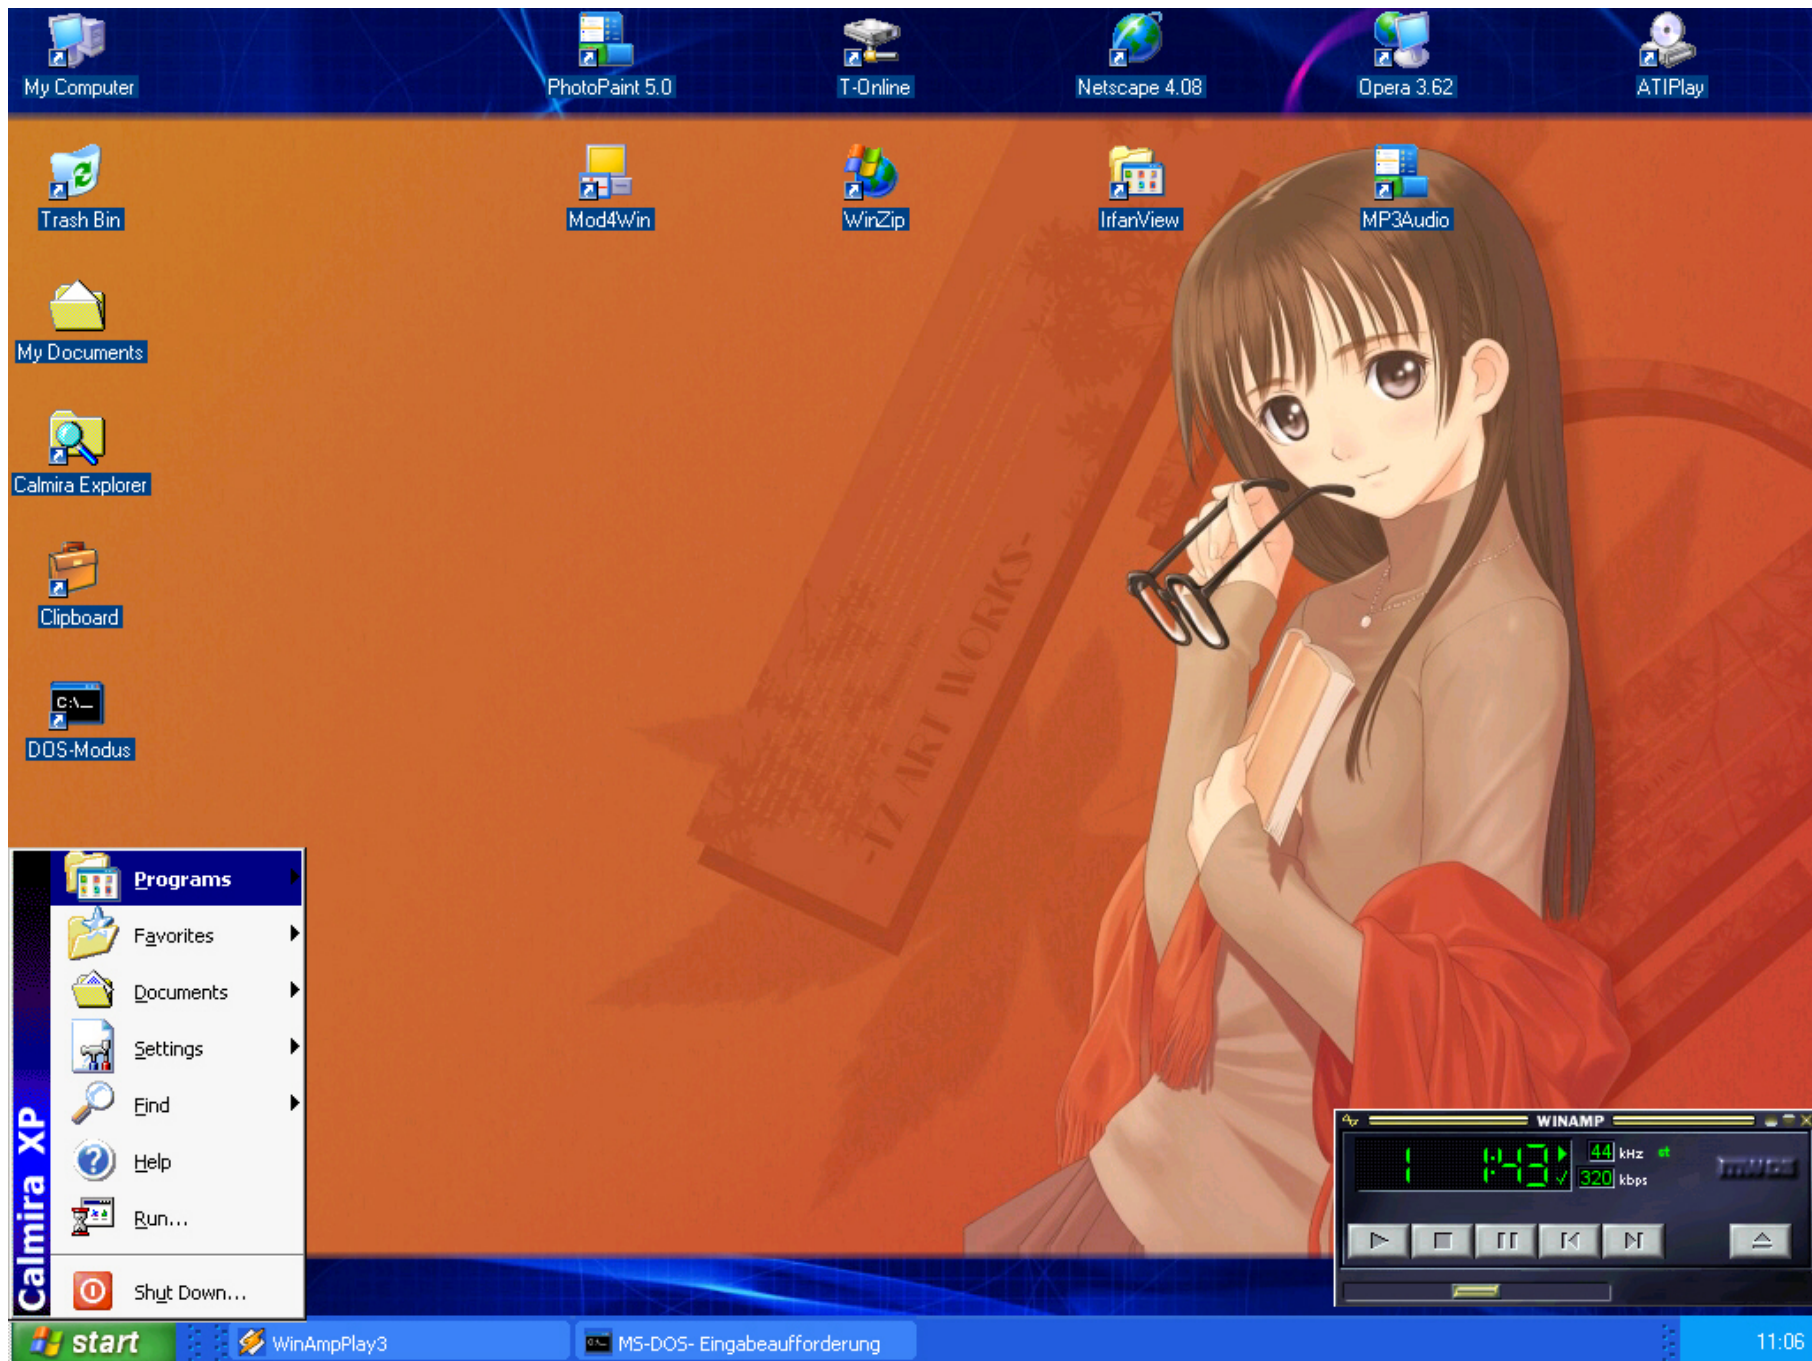 My Computer
PhotoPaint 5.0
T-Online
Netscape 4.08
Opera 3.62
ATIPlay
Trash Bin
Mod4Win
WinZip
IrfanView
MP3Audio
My Documents
Calmira Explorer
Clipboard
C:\_
DOS-Modus
-TZ ART WORKS-
Programs
Favorites
Documents
Settings
Find
Help
Run...
Shut Down...
Calmira XP
WINAMP
1 1:43 44 kHz st
320 kbps
start
WinAmpPlay3
MS-DOS- Eingabeaufforderung
11:06